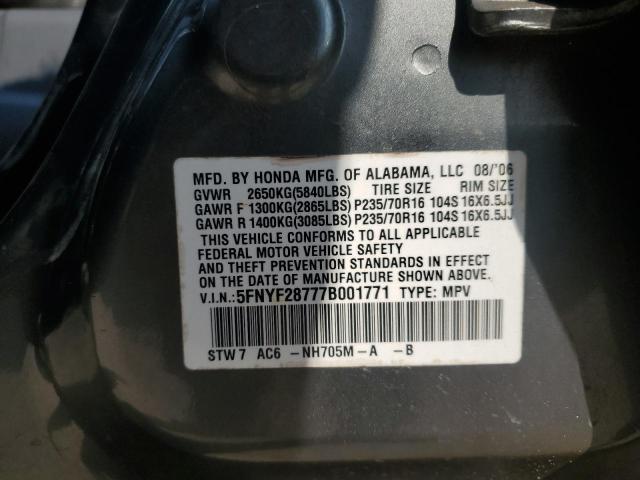 MFD. BY HONDA MFG. OF ALABAMA, LLC 08/'06
GVWR 2650KG(5840LBS) TIRE SIZE RIM SIZE
GAWR F 1300KG(2865LBS) P235/70R16 104S 16X6.5JJ
GAWR R 1400KG(3085LBS) P235/70R16 104S 16X6.5JJ
THIS VEHICLE CONFORMS TO ALL APPLICABLE
FEDERAL MOTOR VEHICLE SAFETY
AND THEFT PREVENTION STANDARDS IN EFFECT
ON THE DATE OF MANUFACTURE SHOWN ABOVE.
V.I.N.:5FNYF28777B001771 TYPE: MPV
STW7 AC6 -NH705M-A -B